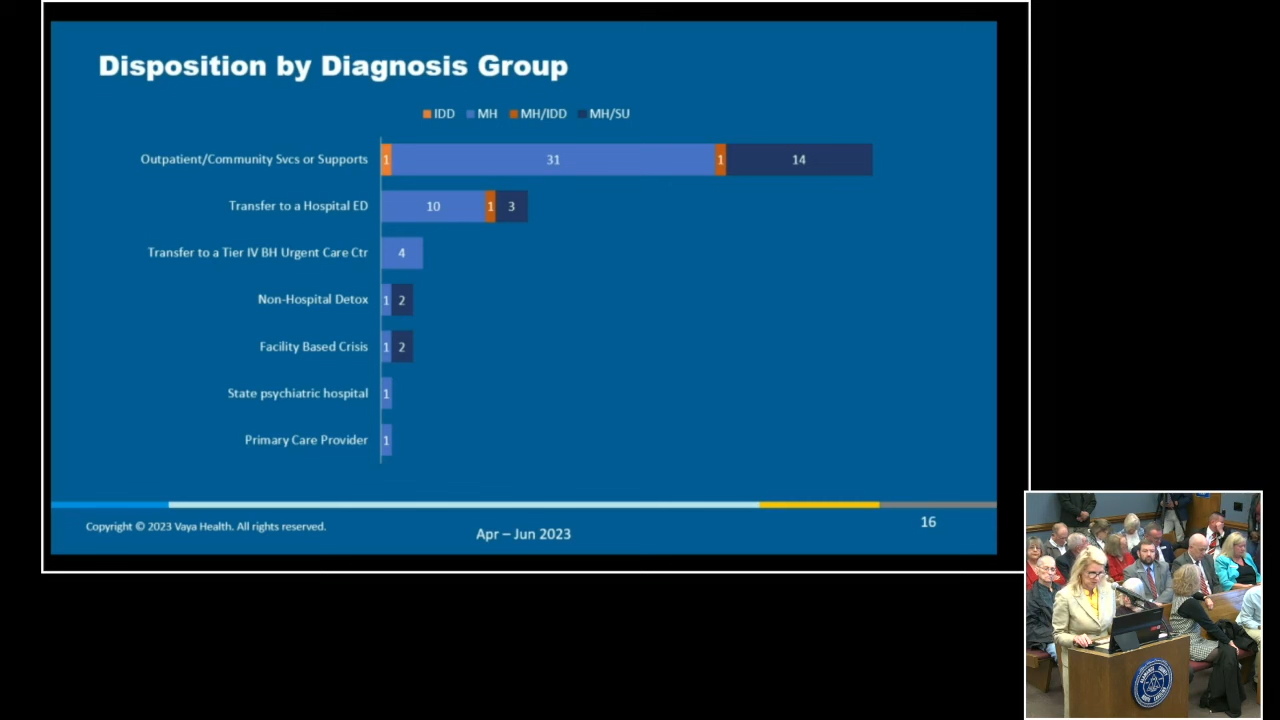 Disposition by Diagnosis Group
IDD MH MH/IDD MH/SU
Outpatient/Community Svcs or Supports 1 31 1 14
Transfer to a Hospital ED 10 1 3
Transfer to a Tier IV BH Urgent Care Ctr 4
Non-Hospital Detox 1 2
Facility Based Crisis 1 2
State psychiatric hospital 1
Primary Care Provider 1
Copyright © 2023 Vaya Health. All rights reserved.
Apr – Jun 2023
16